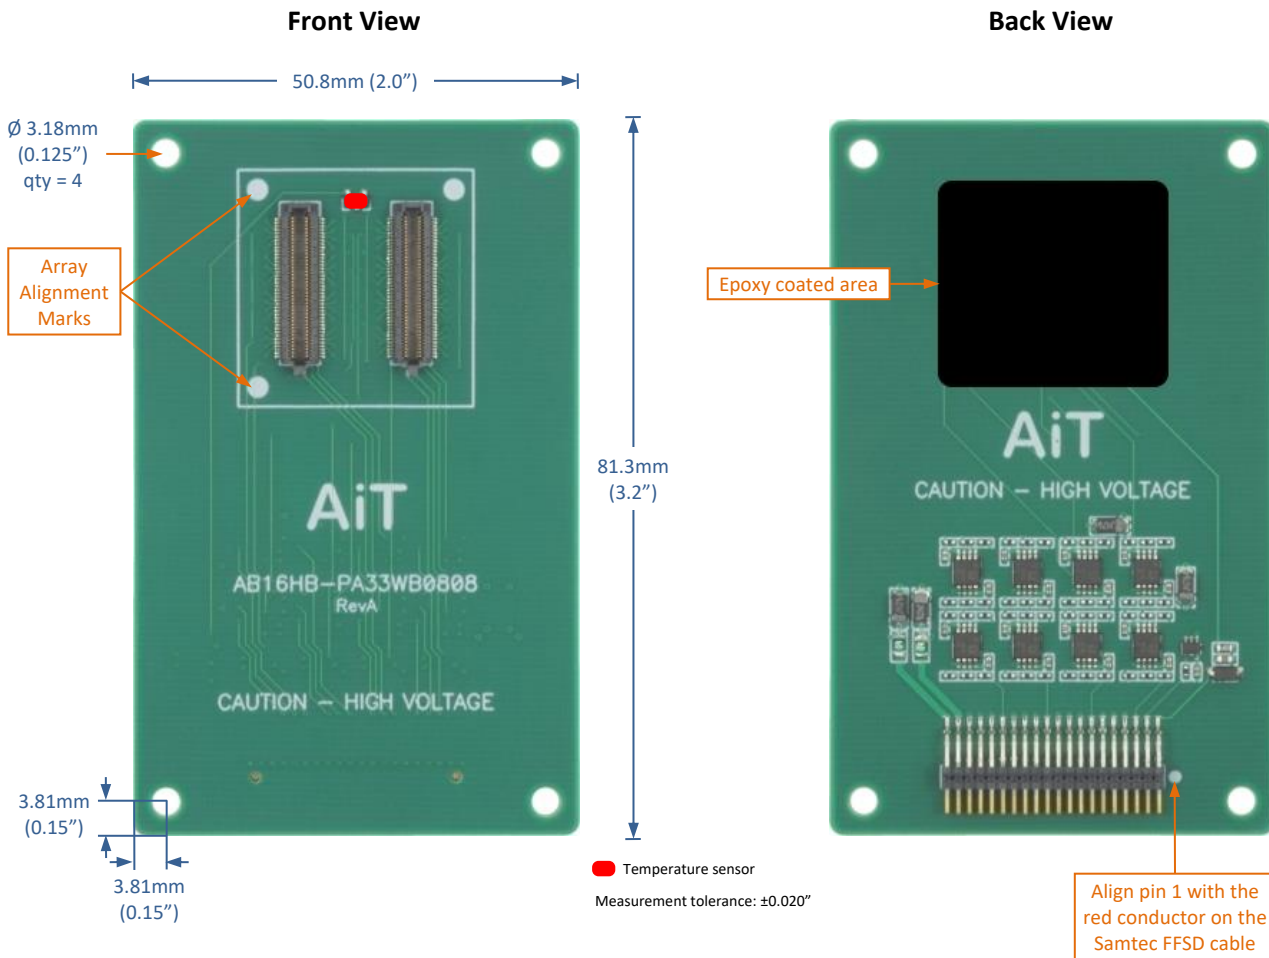 Front View
Back View
50.8mm (2.0”)
Ø 3.18mm
(0.125”)
qty = 4
Array
Alignment
Marks
Epoxy coated area
81.3mm
(3.2”)
AiT
AB16HB-PA33WB0808
RevA
CAUTION - HIGH VOLTAGE
AiT
CAUTION - HIGH VOLTAGE
3.81mm
(0.15”)
3.81mm
(0.15”)
Temperature sensor
Measurement tolerance: ±0.020”
Align pin 1 with the
red conductor on the
Samtec FFSD cable